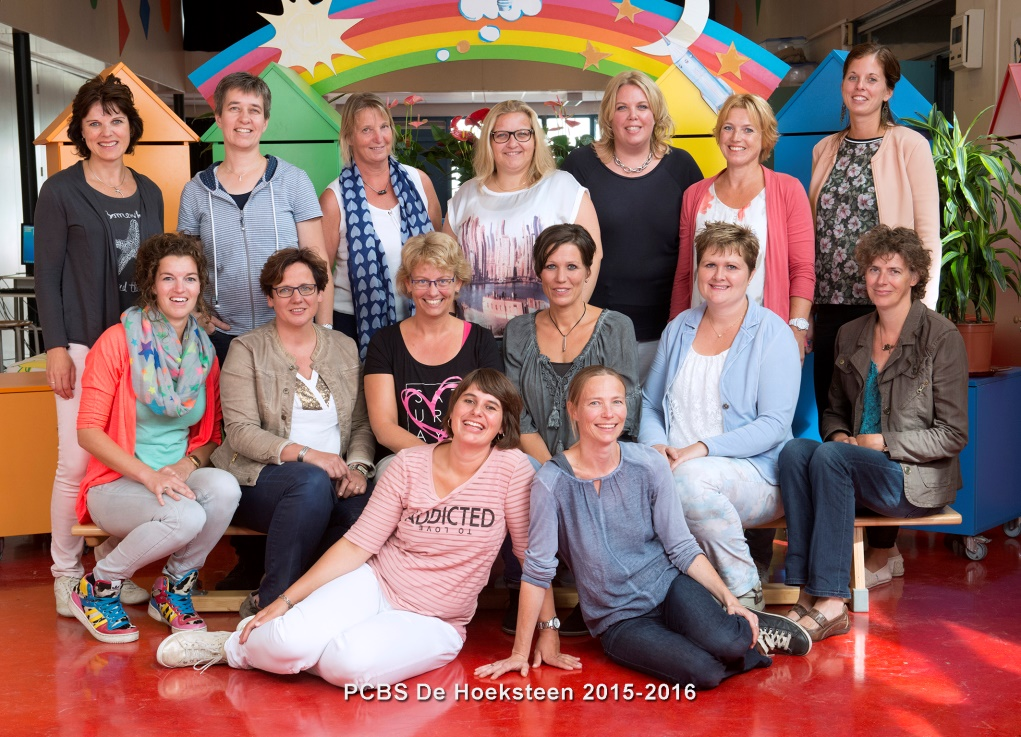 ADDICTED
TO LOVE
PCBS De Hoeksteen 2015-2016